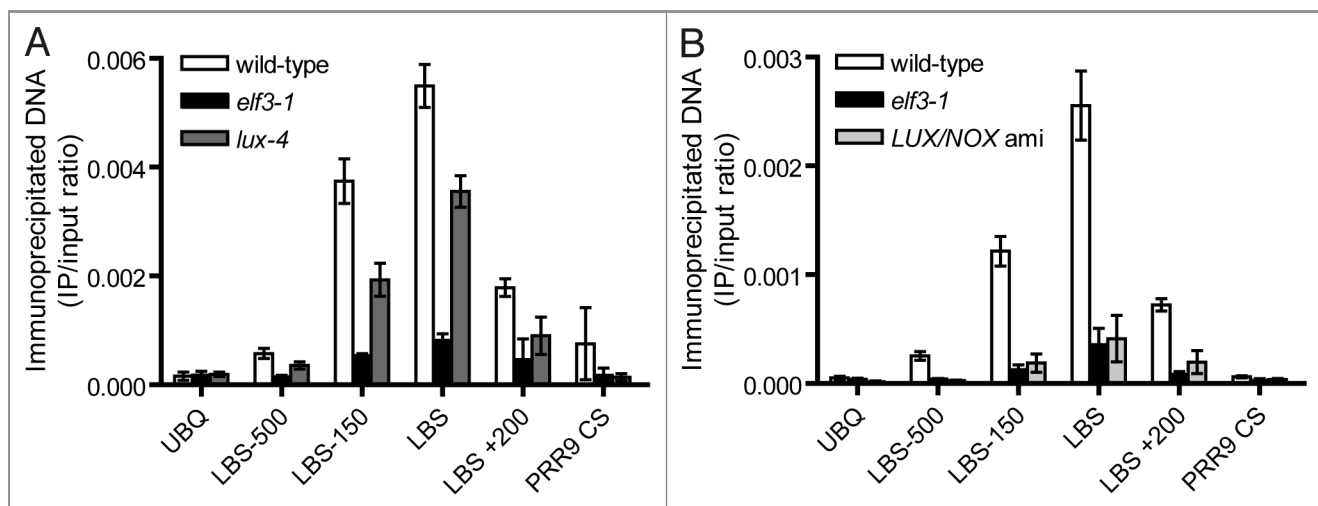 A
Immunoprecipitated DNA
(IP/input ratio)
0.006
0.004
0.002
0.000
wild-type
elf3-1
lux-4
UBQ
LBS-500
LBS-150
LBS
LBS +200
PRR9 CS
B
Immunoprecipitated DNA
(IP/input ratio)
0.003
0.002
0.001
0.000
wild-type
elf3-1
LUX/NOX ami
UBQ
LBS-500
LBS-150
LBS
LBS +200
PRR9 CS